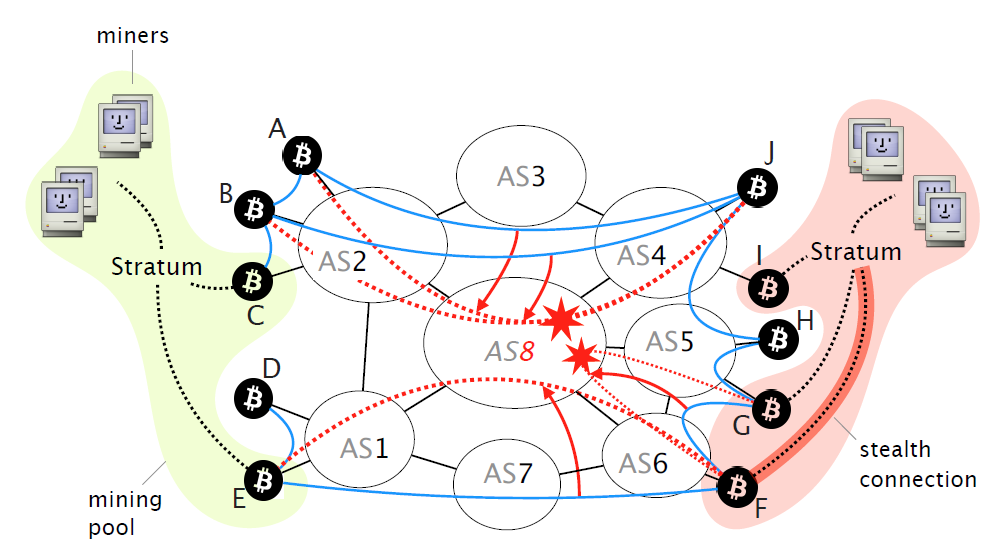 miners
A
J
AS3
B
I
AS2
AS4
Stratum
Stratum
C
H
AS8
AS5
D
G
AS1
AS6
stealth
connection
AS7
mining
pool
E
F